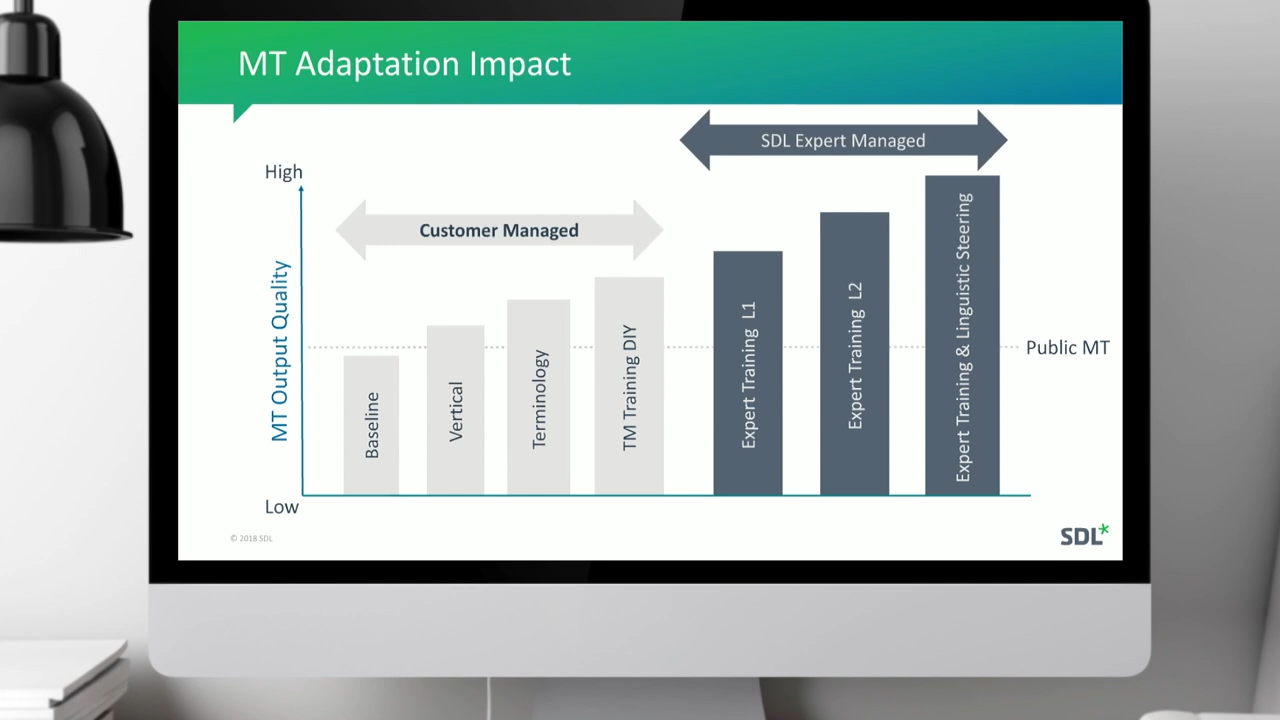 MT Adaptation Impact
SDL Expert Managed
High
Customer Managed
MT Output Quality
Public MT
Baseline
Vertical
Terminology
TM Training DIY
Expert Training L1
Expert Training L2
Expert Training & Linguistic Steering
Low
© 2018 SDL
SDL*